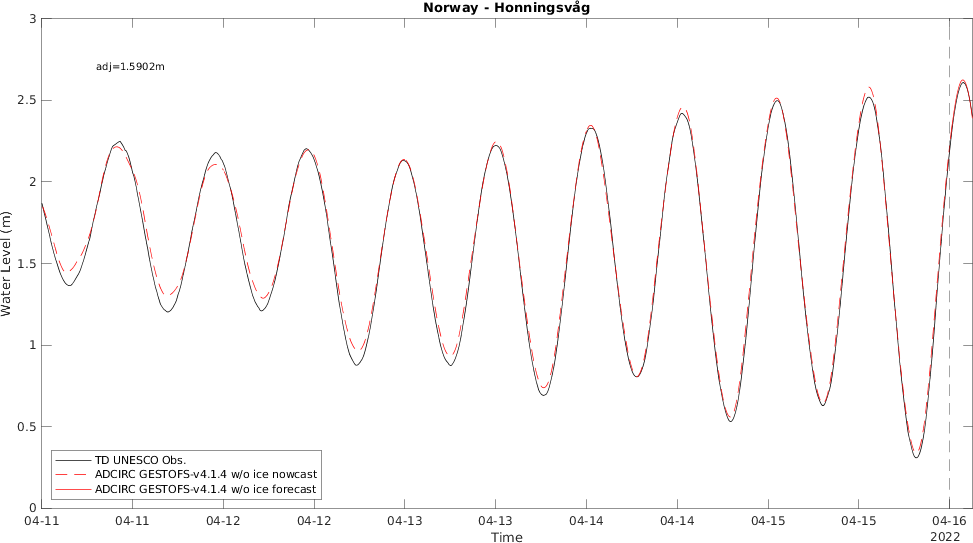 Norway - Honningsvåg
3
adj=1.5902m
2.5
2
1.5
1
0.5
0
Water Level (m)
TD UNESCO Obs.
ADCIRC GESTOFS-v4.1.4 w/o ice nowcast
ADCIRC GESTOFS-v4.1.4 w/o ice forecast
04-11 04-11 04-12 04-12 04-13 04-13 04-14 04-14 04-15 04-15 04-16
Time
2022